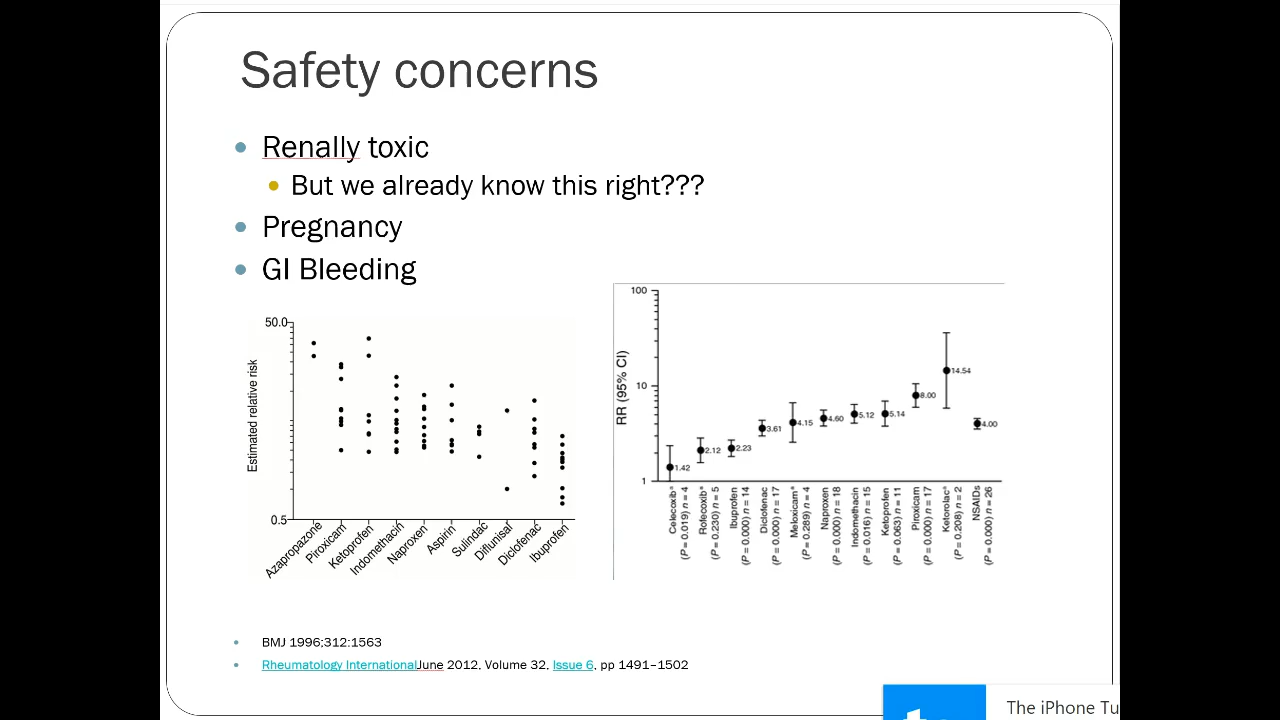 Safety concerns
Renally toxic
But we already know this right???
Pregnancy
GI Bleeding
50.0
Estimated relative risk
0.5
Azapropazone
Piroxicam
Ketoprofen
Indomethacin
Naproxen
Aspirin
Sulindac
Diflunisal
Diclofenac
Ibuprofen
100
10
1
RR (95% CI)
1.42
2.12
2.23
3.61
4.15
4.60
5.12
5.14
8.00
14.54
4.00
Celecoxibᵃ
(P = 0.019) n = 4
Rofecoxibᵃ
(P = 0.230) n = 5
Ibuprofen
(P = 0.000) n = 14
Diclofenac
(P = 0.000) n = 17
Meloxicamᵃ
(P = 0.289) n = 4
Naproxen
(P = 0.000) n = 18
Indomethacin
(P = 0.016) n = 15
Ketoprofen
(P = 0.063) n = 11
Piroxicam
(P = 0.000) n = 17
Ketorolacᵃ
(P = 0.208) n = 2
NSAIDs
(P = 0.000) n = 26
BMJ 1996;312:1563
Rheumatology InternationalJune 2012, Volume 32, Issue 6, pp 1491–1502
The iPhone Tu